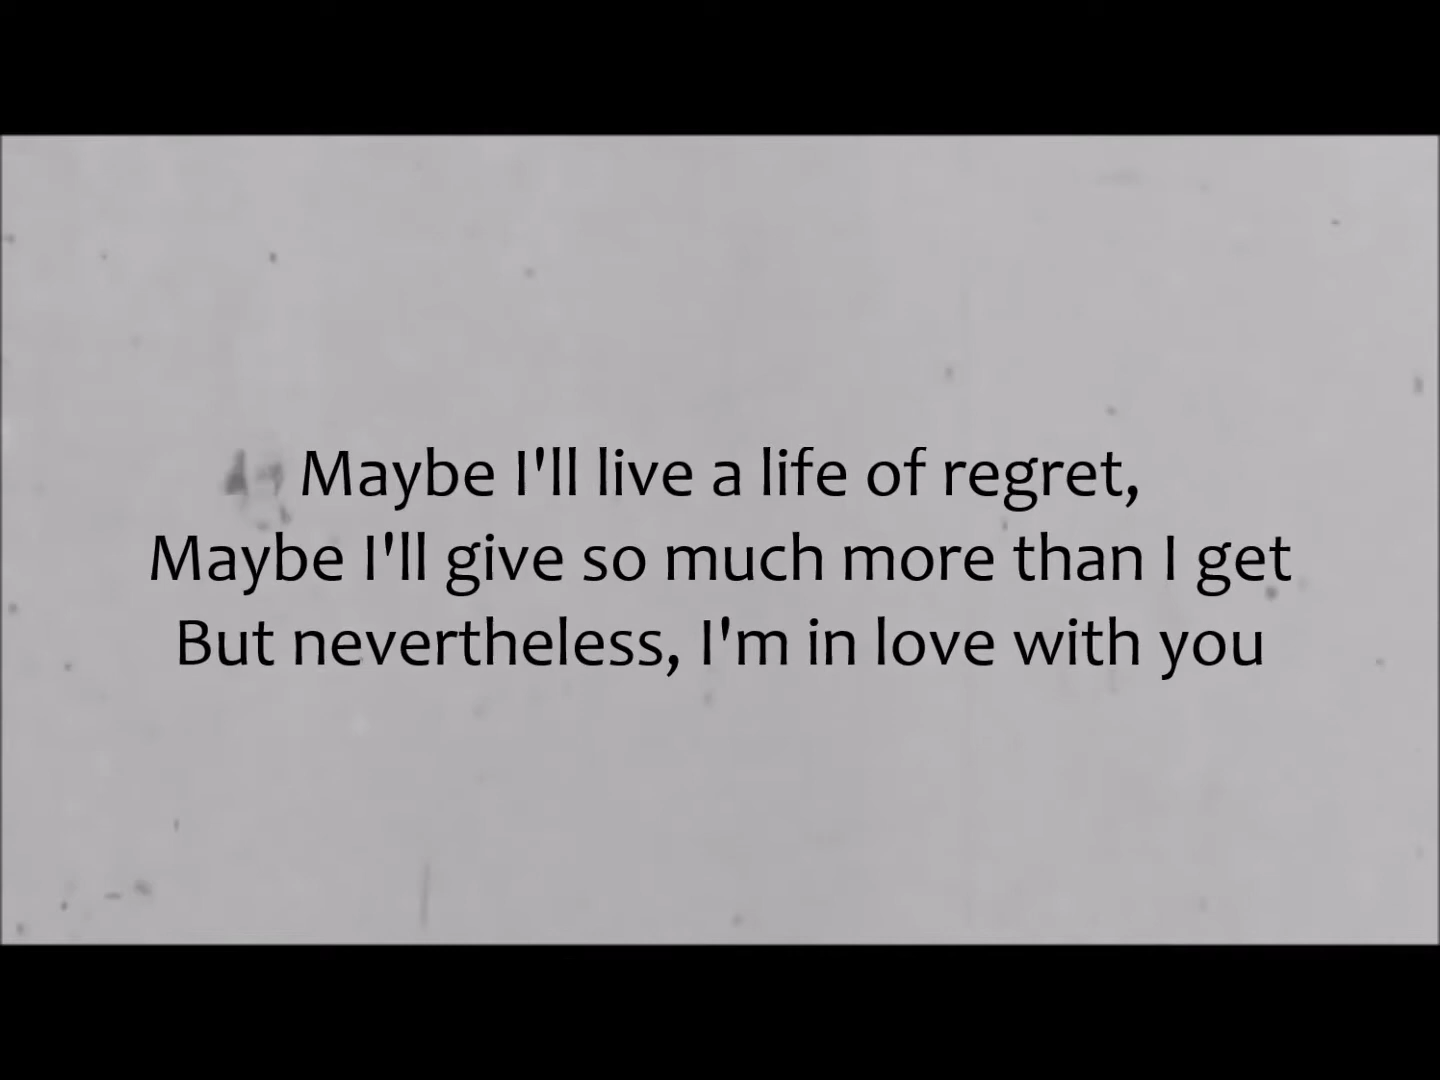 Maybe I'll live a life of regret,
Maybe I'll give so much more than I get
But nevertheless, I'm in love with you